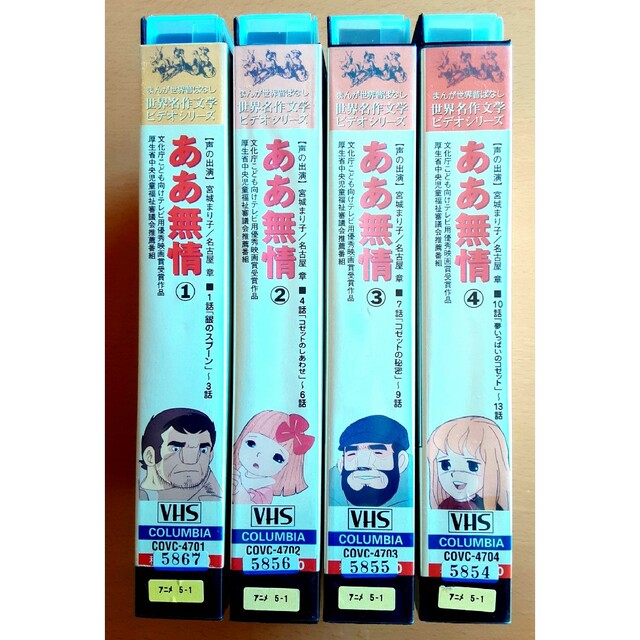 まんが世界昔ばなし
世界名作文学
ビデオシリーズ
ああ無情
①
【声の出演】宮城まり子/名古屋 章
文化庁こども向けテレビ用優秀映画賞受賞作品
厚生省中央児童福祉審議会推薦番組
■1話「銀のスプーン」〜3話
VHS
COLUMBIA
COVC-4701
5867
アニメ 5-1
まんが世界昔ばなし
世界名作文学
ビデオシリーズ
ああ無情
②
【声の出演】宮城まり子/名古屋 章
文化庁こども向けテレビ用優秀映画賞受賞作品
厚生省中央児童福祉審議会推薦番組
■4話「コゼットのしあわせ」〜6話
VHS
COLUMBIA
COVC-4702
5856
アニメ 5-1
まんが世界昔ばなし
世界名作文学
ビデオシリーズ
ああ無情
③
【声の出演】宮城まり子/名古屋 章
文化庁こども向けテレビ用優秀映画賞受賞作品
厚生省中央児童福祉審議会推薦番組
■7話「コゼットの秘密」〜9話
VHS
COLUMBIA
COVC-4703
5855
アニメ 5-1
まんが世界昔ばなし
世界名作文学
ビデオシリーズ
ああ無情
④
【声の出演】宮城まり子/名古屋 章
文化庁こども向けテレビ用優秀映画賞受賞作品
厚生省中央児童福祉審議会推薦番組
■10話「夢いっぱいのコゼット」〜13話
VHS
COLUMBIA
COVC-4704
5854
アニメ 5-1